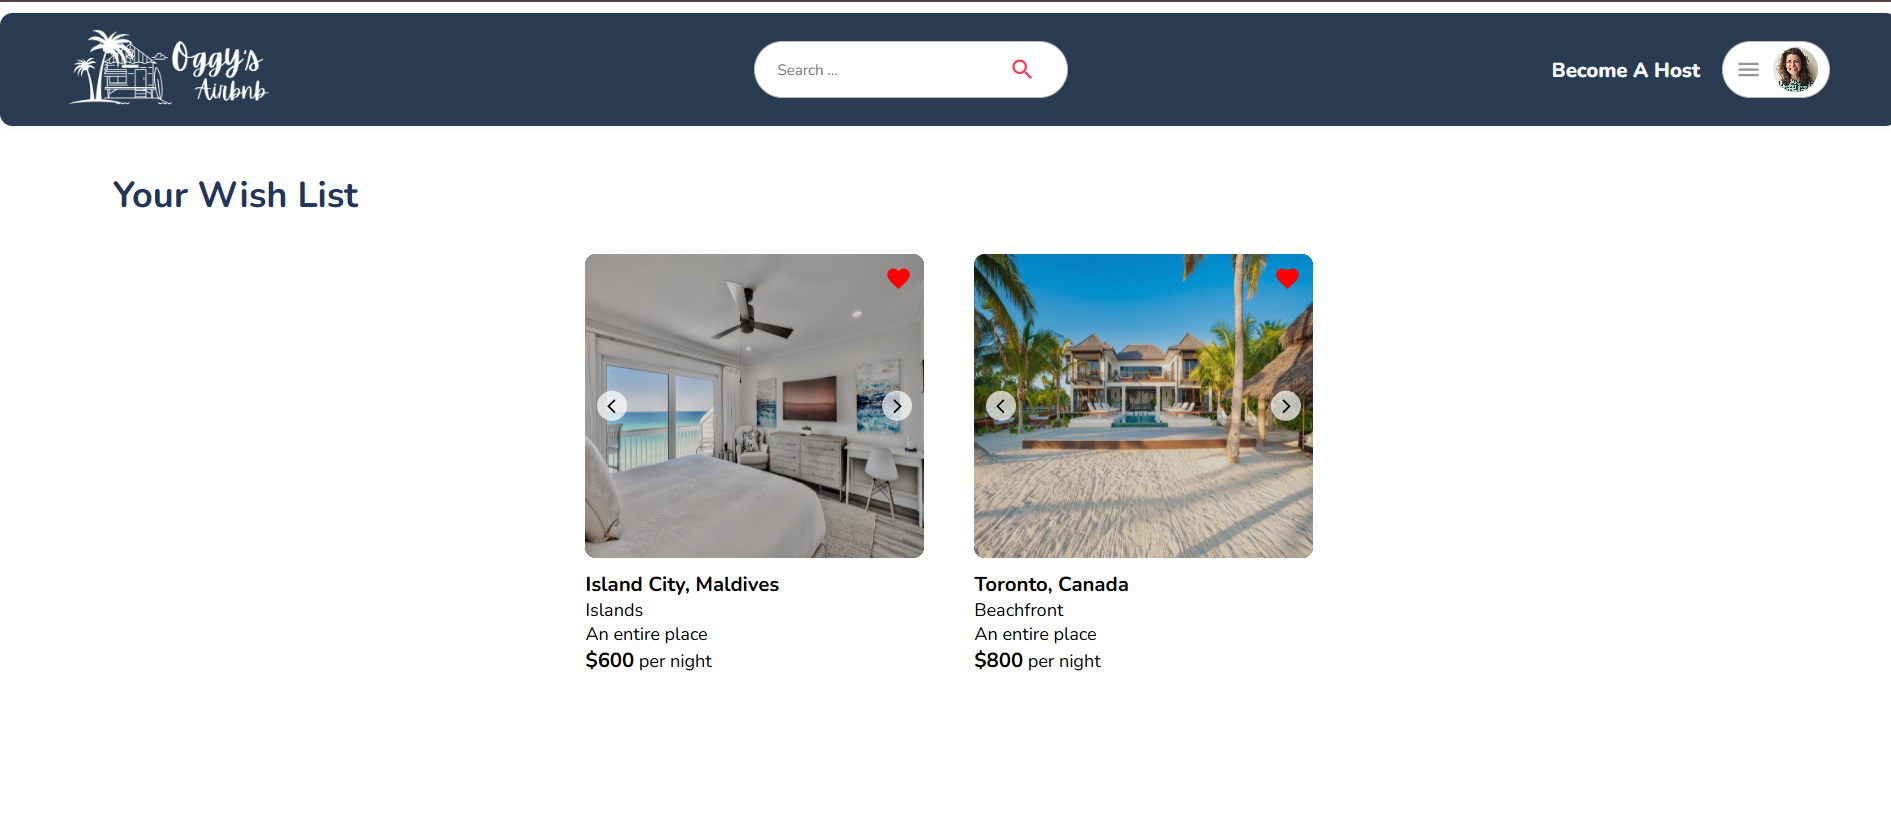 Oggy's
Airbnb
Search ...
Become A Host
Your Wish List
Island City, Maldives
Islands
An entire place
$600 per night
Toronto, Canada
Beachfront
An entire place
$800 per night